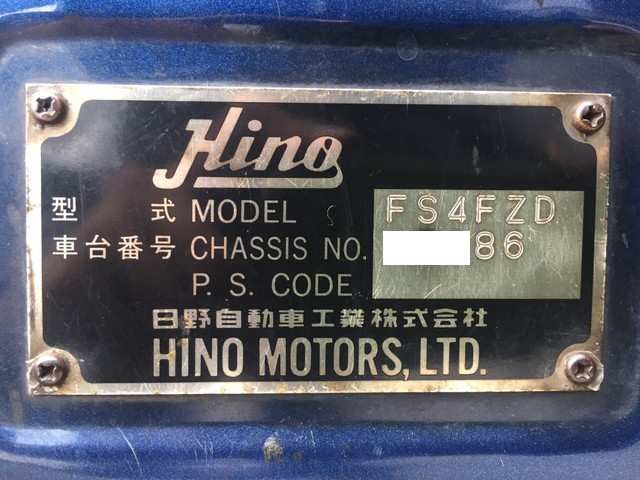 Hino
型 式 MODEL FS4FZD
車台番号 CHASSIS NO. 86
P. S. CODE
日野自動車工業株式会社
HINO MOTORS, LTD.